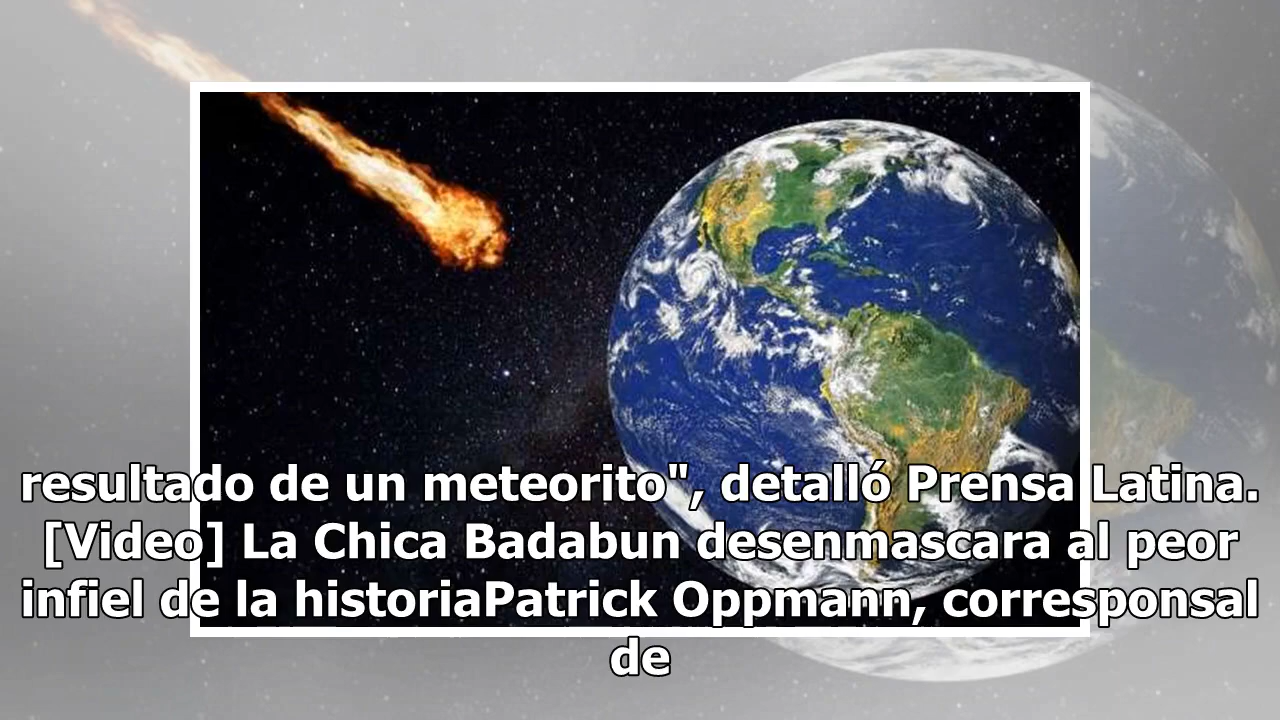 resultado de un meteorito", detalló Prensa Latina.
[Video] La Chica Badabun desenmascara al peor
infiel de la historiaPatrick Oppmann, corresponsal
de